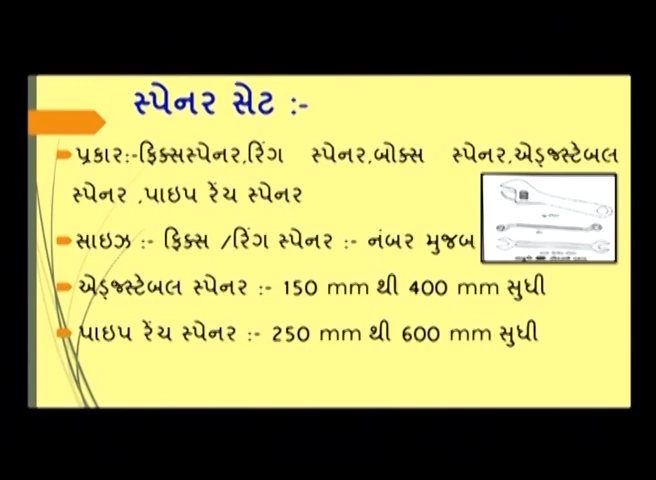 સ્પેનર સેટ :-
પ્રકાર:-ફિક્સસ્પેનર,રિંગ સ્પેનર,બોક્સ સ્પેનર,એડ્જસ્ટેબલ
સ્પેનર ,પાઇપ રેંચ સ્પેનર
સાઇઝ :- ફિક્સ /રિંગ સ્પેનર :- નંબર મુજબ
એડ્જસ્ટેબલ સ્પેનર :- 150 mm થી 400 mm સુધી
પાઇપ રેંચ સ્પેનર :- 250 mm થી 600 mm સુધી